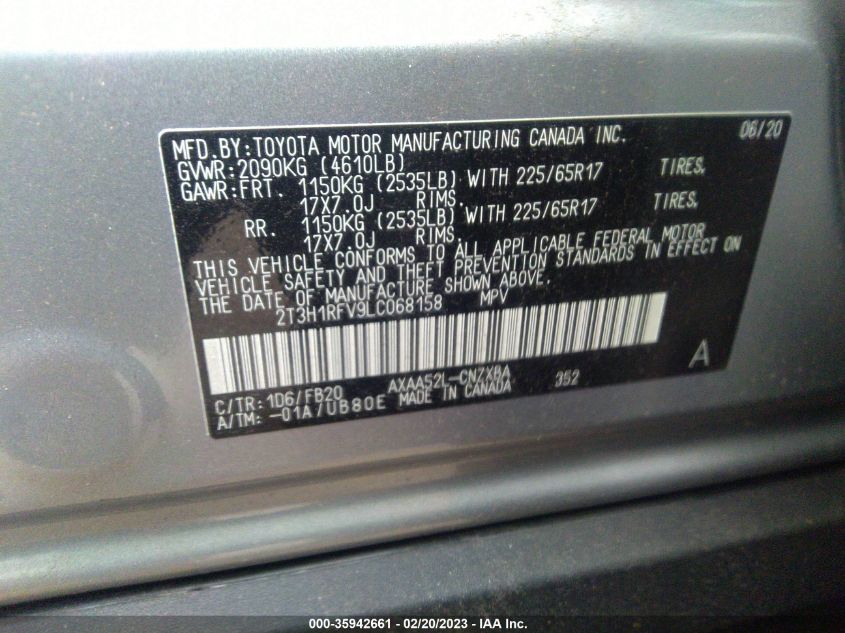 MFD.BY:TOYOTA MOTOR MANUFACTURING CANADA INC. 06/20
GVWR:2090KG (4610LB)
GAWR:FRT. 1150KG (2535LB) WITH 225/65R17 TIRES,
17X7.0J RIMS.
RR. 1150KG (2535LB) WITH 225/65R17 TIRES,
17X7.0J RIMS.
THIS VEHICLE CONFORMS TO ALL APPLICABLE FEDERAL MOTOR
VEHICLE SAFETY AND THEFT PREVENTION STANDARDS IN EFFECT ON
THE DATE OF MANUFACTURE SHOWN ABOVE.
2T3H1RFV9LC068158 MPV
A
C/TR:1D6/FB20 AXAA52L-CNZXBA 352
A/TM: -01A/UB80E MADE IN CANADA
000-35942661 - 02/20/2023 - IAA Inc.